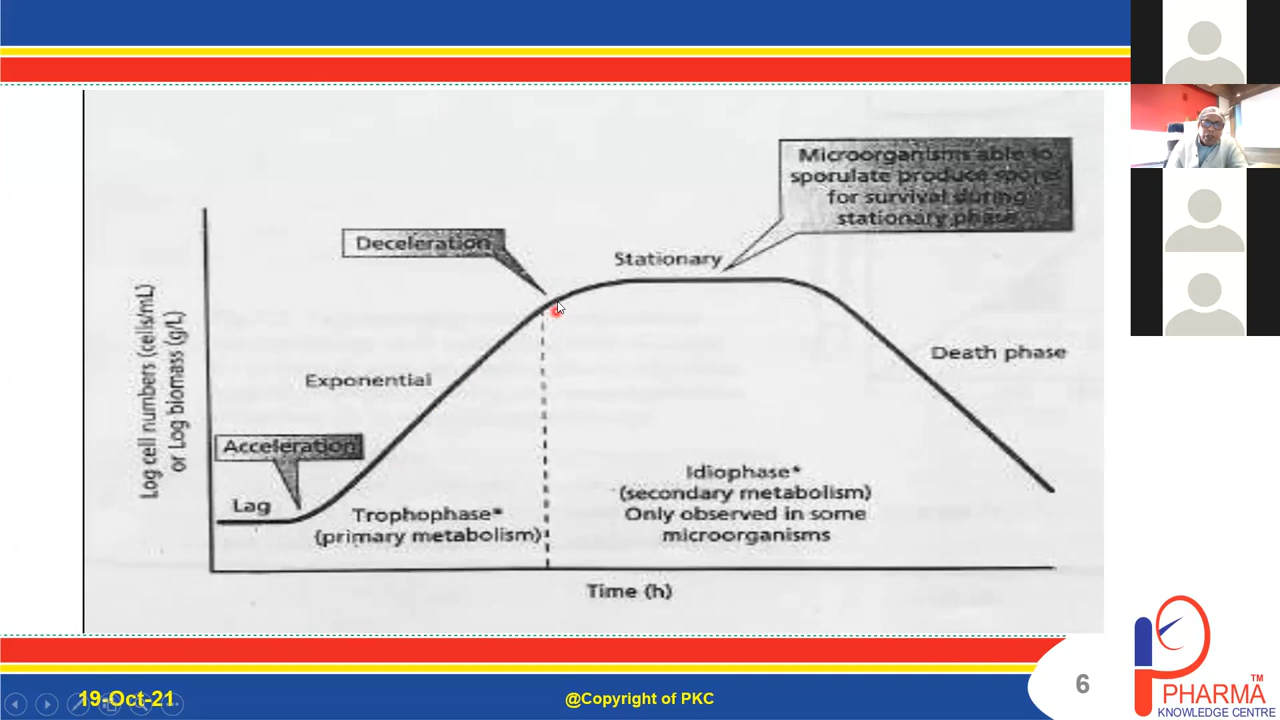 Microorganisms able to
sporulate produce spores
for survival during
stationary phase
Deceleration
Stationary
Log cell numbers (cells/mL)
or Log biomass (g/L)
Death phase
Exponential
Acceleration
Lag
Idiophase*
(secondary metabolism)
Only observed in some
microorganisms
Trophophase*
(primary metabolism)
Time (h)
19-Oct-21
@Copyright of PKC
6
PHARMA TM
KNOWLEDGE CENTRE